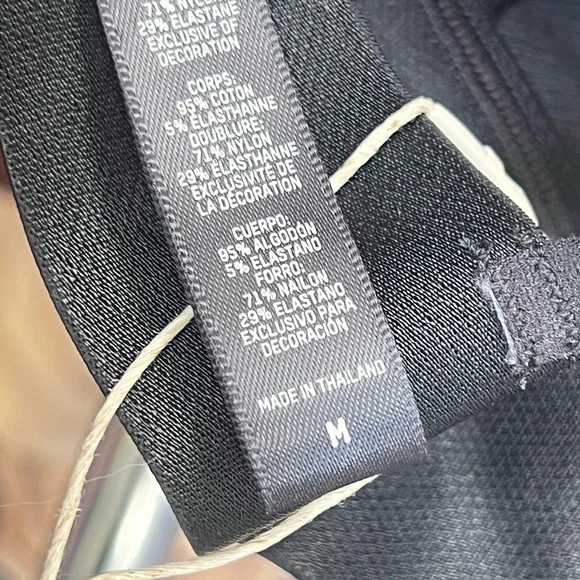 29% ELASTANE
EXCLUSIVE OF
DECORATION
CORPS:
95% COTON
5% ÉLASTHANNE
DOUBLURE:
71% NYLON
29% ÉLASTHANNE
EXCLUSIVITÉ DE
LA DÉCORATION
CUERPO:
95% ALGODÓN
5% ELASTANO
FORRO:
71% NAILON
29% ELASTANO
EXCLUSIVO PARA
DECORACIÓN
MADE IN THAILAND
M